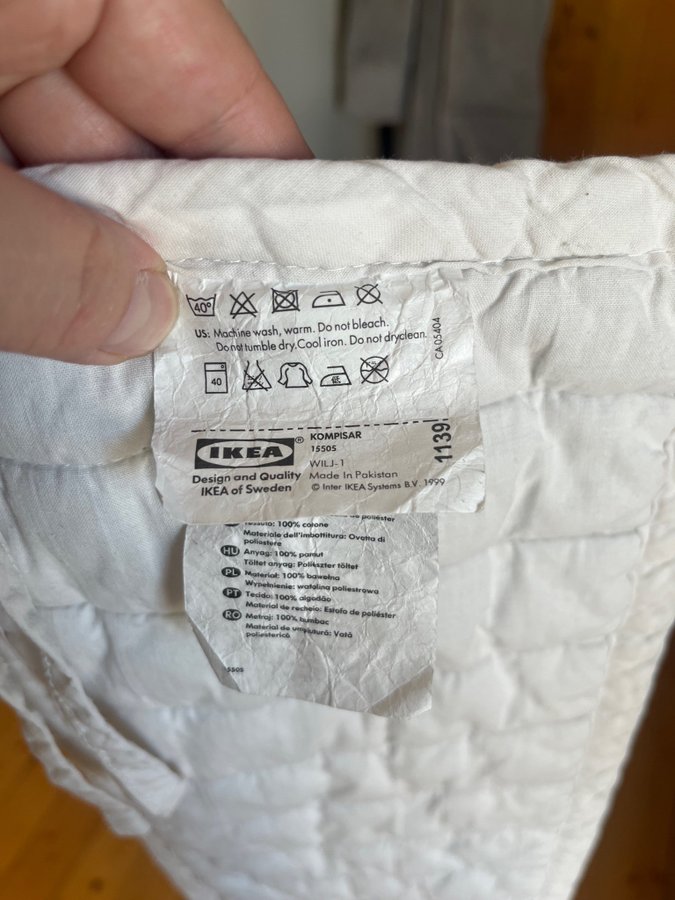 40°
US: Machine wash, warm. Do not bleach.
Do not tumble dry. Cool iron. Do not dryclean.
CA05404
40
IKEA®
Design and Quality
IKEA of Sweden
KOMPISAR
15505
WILJ-1
Made in Pakistan
© Inter IKEA Systems B.V. 1999
1139
de poliéster
Tessuto: 100% cotone
Materiale dell'imbottitura: Ovatta di
poliestere
HU Anyag: 100% pamut
Töltet anyag: Poliészter töltet
PL Materiał: 100% bawełna
Wypełnienie: watolina poliestrowa
PT Tecido: 100% algodão
Material de recheio: Estofa de poliéster
RO Metraj: 100% bumbac
Material de umplutură: Vată
poliesterică
5505